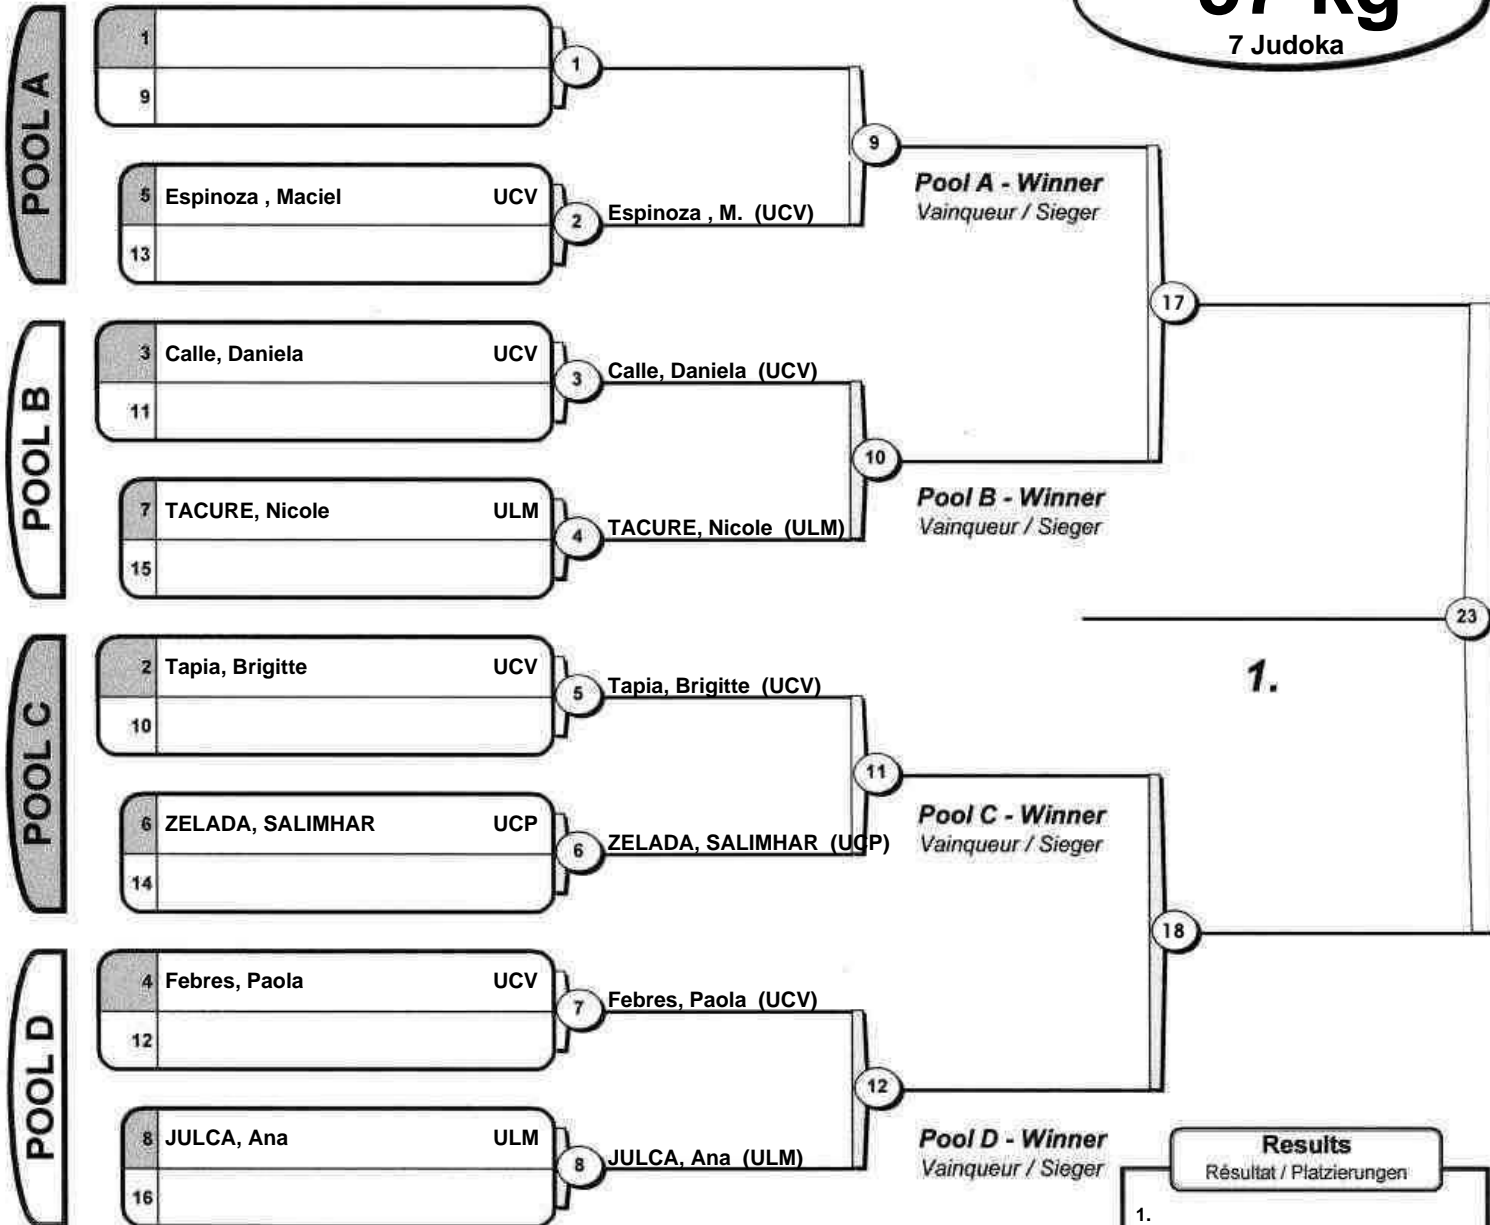 7 Judoka
POOL A
1
9
1
5 Espinoza , Maciel UCV
13
2
Espinoza , M. (UCV)
9
Pool A - Winner
Vainqueur / Sieger
17
POOL B
3 Calle, Daniela UCV
11
3
Calle, Daniela (UCV)
7 TACURE, Nicole ULM
15
4
TACURE, Nicole (ULM)
10
Pool B - Winner
Vainqueur / Sieger
23
1.
POOL C
2 Tapia, Brigitte UCV
10
5
Tapia, Brigitte (UCV)
6 ZELADA, SALIMHAR UCP
14
6
ZELADA, SALIMHAR (UCP)
11
Pool C - Winner
Vainqueur / Sieger
18
POOL D
4 Febres, Paola UCV
12
7
Febres, Paola (UCV)
8 JULCA, Ana ULM
16
8
JULCA, Ana (ULM)
12
Pool D - Winner
Vainqueur / Sieger
Results
Résultat / Platzierungen
1.